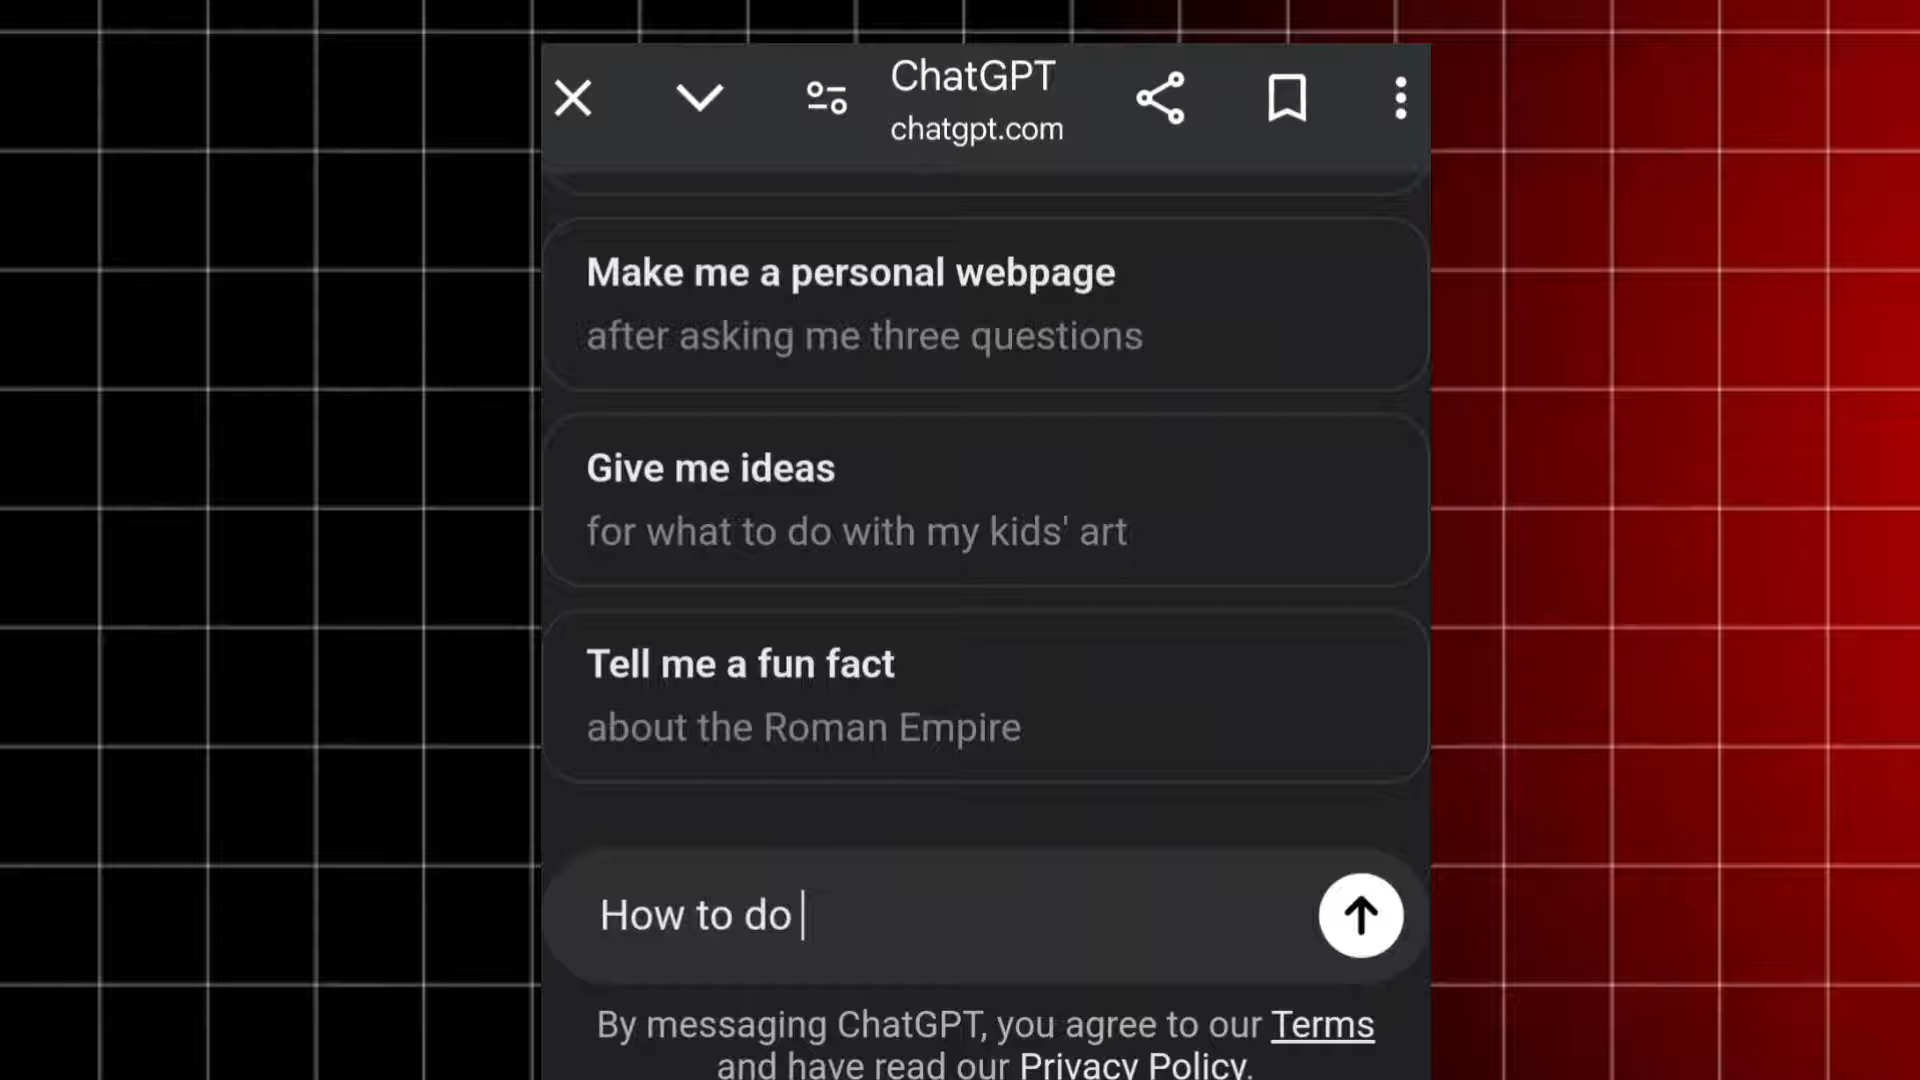 ChatGPT
chatgpt.com
Make me a personal webpage
after asking me three questions
Give me ideas
for what to do with my kids' art
Tell me a fun fact
about the Roman Empire
How to do
By messaging ChatGPT, you agree to our Terms
and have read our Privacy Policy.